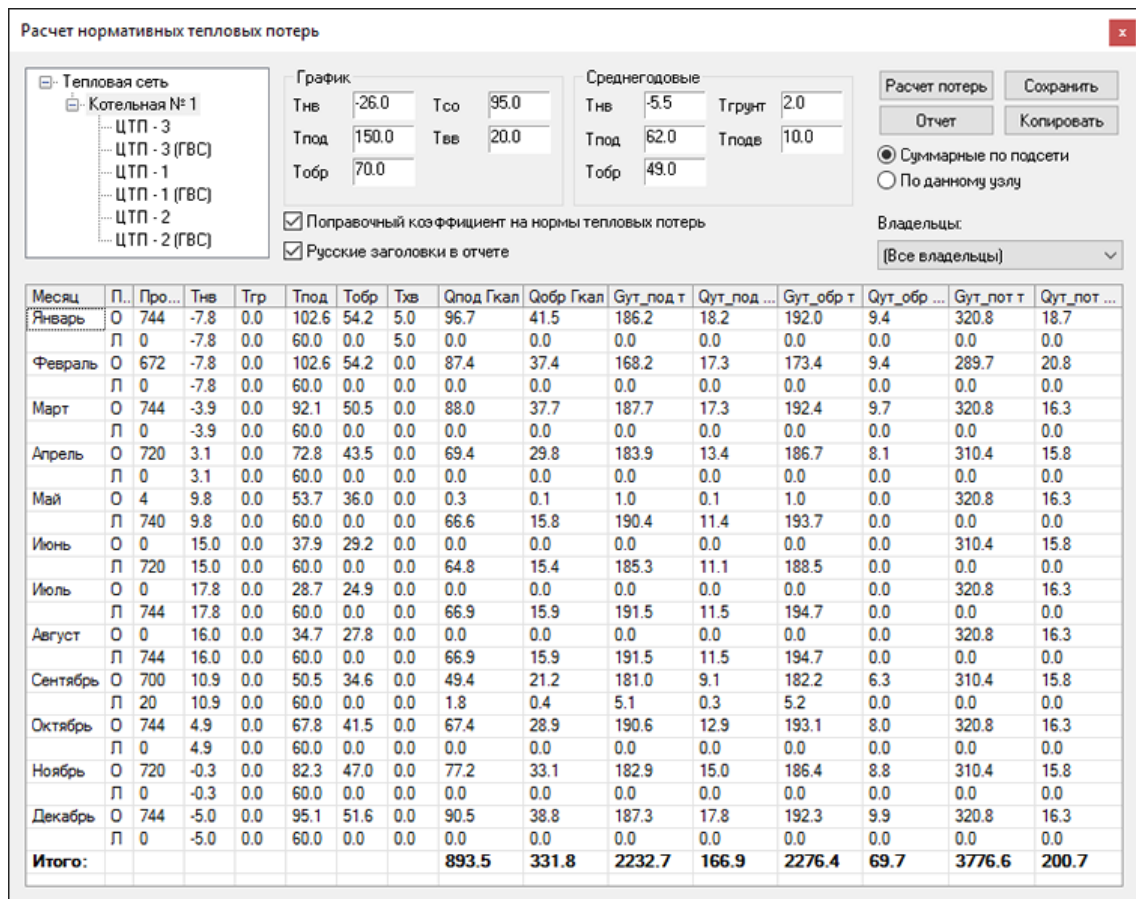 Расчет нормативных тепловых потерь
x
Тепловая сеть
Котельная № 1
ЦТП - 3
ЦТП - 3 (ГВС)
ЦТП - 1
ЦТП - 1 (ГВС)
ЦТП - 2
ЦТП - 2 (ГВС)
График
Тнв -26.0 Тсо 95.0
Тпод 150.0 Твв 20.0
Тобр 70.0
Среднегодовые
Тнв -5.5 Тгрунт 2.0
Тпод 62.0 Тподв 10.0
Тобр 49.0
Поправочный коэффициент на нормы тепловых потерь
Русские заголовки в отчете
Расчет потерь Сохранить
Отчет Копировать
Суммарные по подсети
По данному узлу
Владельцы:
(Все владельцы)
Месяц П.. Про... Тнв Тгр Тпод Тобр Тхв Qпод Гкал Qобр Гкал Gут_под т Qут_под ... Gут_обр т Qут_обр ... Gут_пот т Qут_пот ...
Январь О 744 -7.8 0.0 102.6 54.2 5.0 96.7 41.5 186.2 18.2 192.0 9.4 320.8 18.7
Л 0 -7.8 0.0 60.0 0.0 5.0 0.0 0.0 0.0 0.0 0.0 0.0 0.0 0.0
Февраль О 672 -7.8 0.0 102.6 54.2 0.0 87.4 37.4 168.2 17.3 173.4 9.4 289.7 20.8
Л 0 -7.8 0.0 60.0 0.0 0.0 0.0 0.0 0.0 0.0 0.0 0.0 0.0 0.0
Март О 744 -3.9 0.0 92.1 50.5 0.0 88.0 37.7 187.7 17.3 192.4 9.7 320.8 16.3
Л 0 -3.9 0.0 60.0 0.0 0.0 0.0 0.0 0.0 0.0 0.0 0.0 0.0 0.0
Апрель О 720 3.1 0.0 72.8 43.5 0.0 69.4 29.8 183.9 13.4 186.7 8.1 310.4 15.8
Л 0 3.1 0.0 60.0 0.0 0.0 0.0 0.0 0.0 0.0 0.0 0.0 0.0 0.0
Май О 4 9.8 0.0 53.7 36.0 0.0 0.3 0.1 1.0 0.1 1.0 0.0 320.8 16.3
Л 740 9.8 0.0 60.0 0.0 0.0 66.6 15.8 190.4 11.4 193.7 0.0 0.0 0.0
Июнь О 0 15.0 0.0 37.9 29.2 0.0 0.0 0.0 0.0 0.0 0.0 0.0 310.4 15.8
Л 720 15.0 0.0 60.0 0.0 0.0 64.8 15.4 185.3 11.1 188.5 0.0 0.0 0.0
Июль О 0 17.8 0.0 28.7 24.9 0.0 0.0 0.0 0.0 0.0 0.0 0.0 320.8 16.3
Л 744 17.8 0.0 60.0 0.0 0.0 66.9 15.9 191.5 11.5 194.7 0.0 0.0 0.0
Август О 0 16.0 0.0 34.7 27.8 0.0 0.0 0.0 0.0 0.0 0.0 0.0 320.8 16.3
Л 744 16.0 0.0 60.0 0.0 0.0 66.9 15.9 191.5 11.5 194.7 0.0 0.0 0.0
Сентябрь О 700 10.9 0.0 50.5 34.6 0.0 49.4 21.2 181.0 9.1 182.2 6.3 310.4 15.8
Л 20 10.9 0.0 60.0 0.0 0.0 1.8 0.4 5.1 0.3 5.2 0.0 0.0 0.0
Октябрь О 744 4.9 0.0 67.8 41.5 0.0 67.4 28.9 190.6 12.9 193.1 8.0 320.8 16.3
Л 0 4.9 0.0 60.0 0.0 0.0 0.0 0.0 0.0 0.0 0.0 0.0 0.0 0.0
Ноябрь О 720 -0.3 0.0 82.3 47.0 0.0 77.2 33.1 182.9 15.0 186.4 8.8 310.4 15.8
Л 0 -0.3 0.0 60.0 0.0 0.0 0.0 0.0 0.0 0.0 0.0 0.0 0.0 0.0
Декабрь О 744 -5.0 0.0 95.1 51.6 0.0 90.5 38.8 187.3 17.8 192.3 9.9 320.8 16.3
Л 0 -5.0 0.0 60.0 0.0 0.0 0.0 0.0 0.0 0.0 0.0 0.0 0.0 0.0
Итого: 893.5 331.8 2232.7 166.9 2276.4 69.7 3776.6 200.7